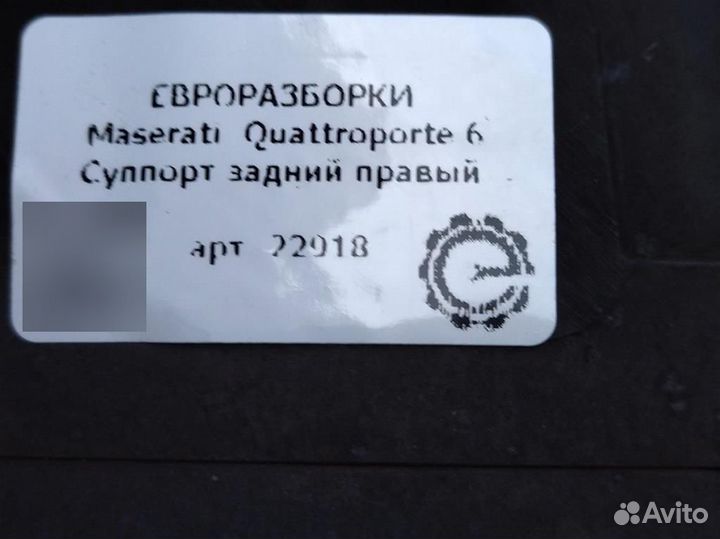 ЕВРОРАЗБОРКИ
Maserati Quattroporte 6
Суппорт задний правый
арт 22918
Avito